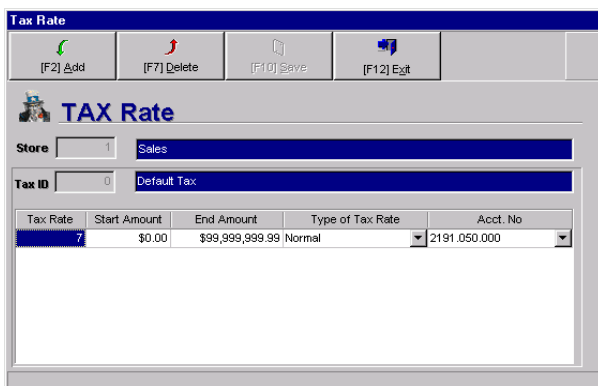 Tax Rate
[F2] Add [F7] Delete [F10] Save [F12] Exit
TAX Rate
Store 1 Sales
Tax ID 0 Default Tax
Tax Rate Start Amount End Amount Type of Tax Rate Acct. No
7 $0.00 $99,999,999.99 Normal 2191.050.000